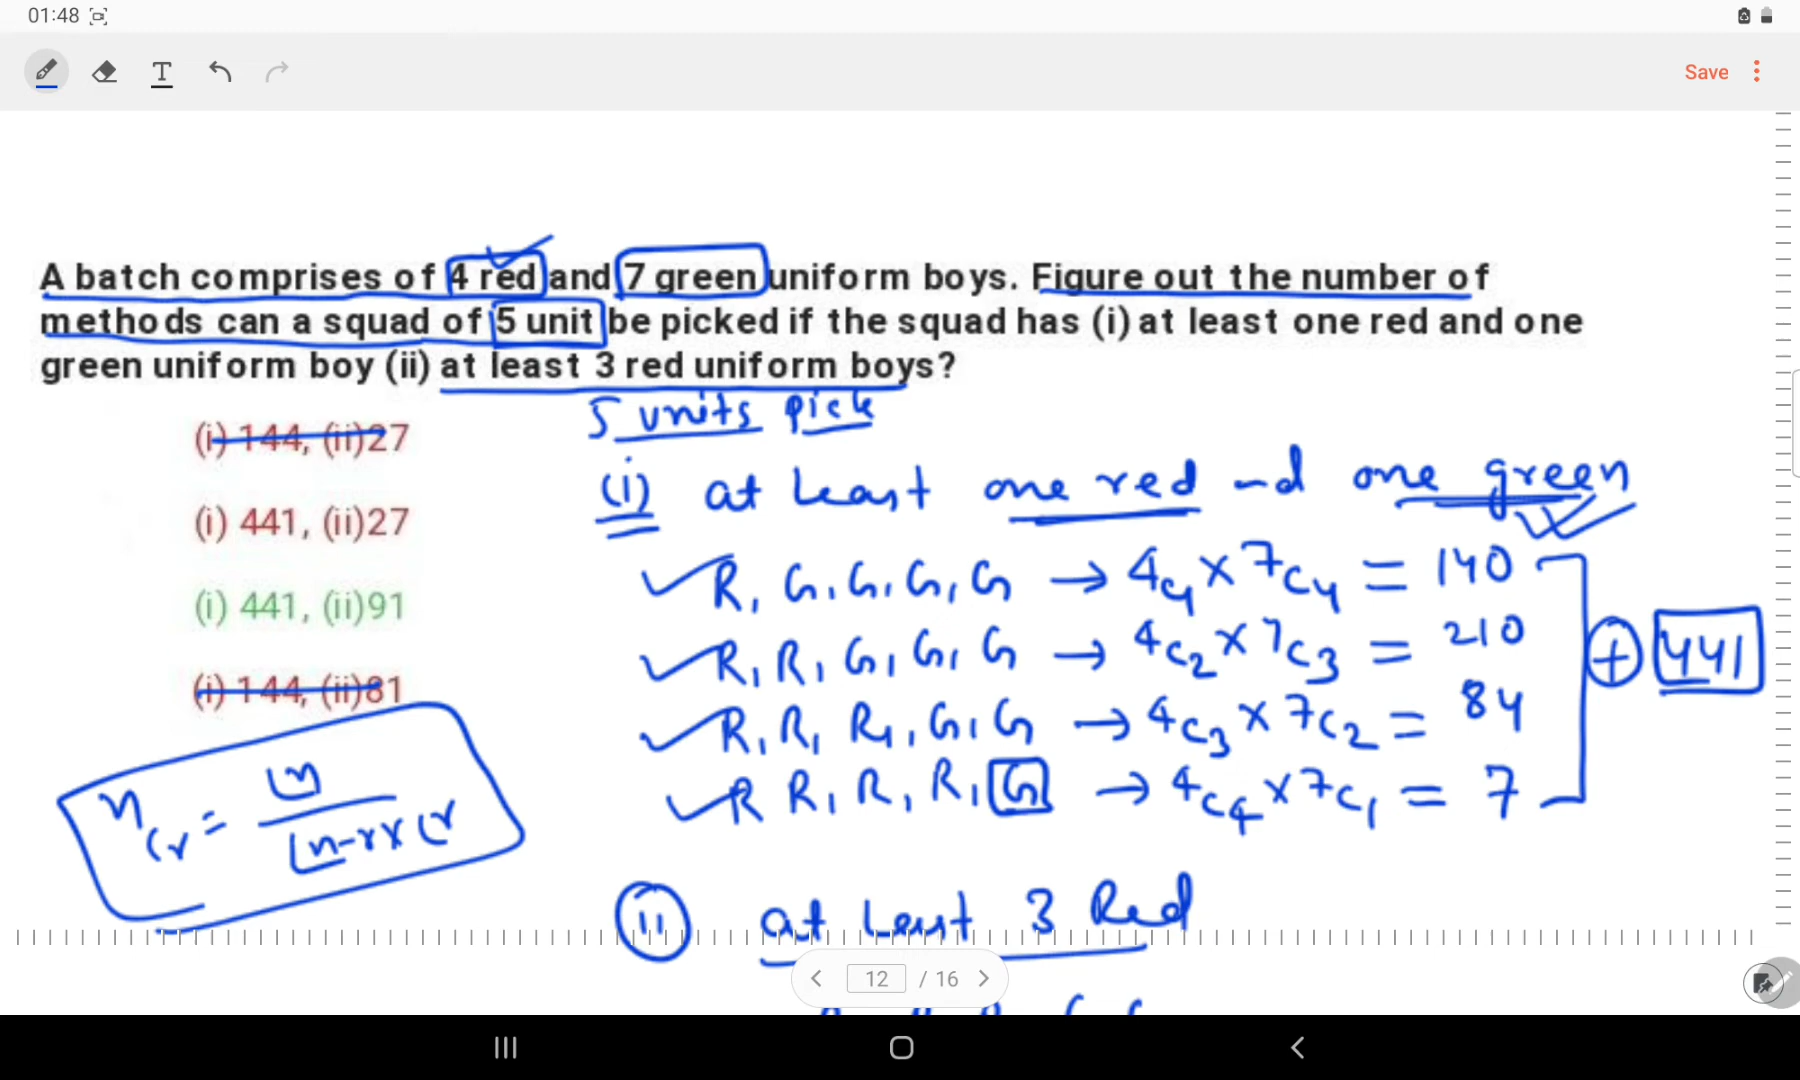 01:48
Save
A batch comprises of 4 red and 7 green uniform boys. Figure out the number of
methods can a squad of 5 unit be picked if the squad has (i) at least one red and one
green uniform boy (ii) at least 3 red uniform boys?
5 units pick
(i) 144, (ii)27
(i) at least one red and one green
(i) 441, (ii)27
R, G, G, G, G → 4c4 x 7c4 = 140
(i) 441, (ii)91
R, R, G, G, G → 4c2 x 7c3 = 210
+ 441
(i) 144, (ii)81
R, R, R, G, G → 4c3 x 7c2 = 84
R R, R, R, G → 4c4 x 7c1 = 7
ncr = n / n-r x r
(ii) at least 3 Red
12 / 16